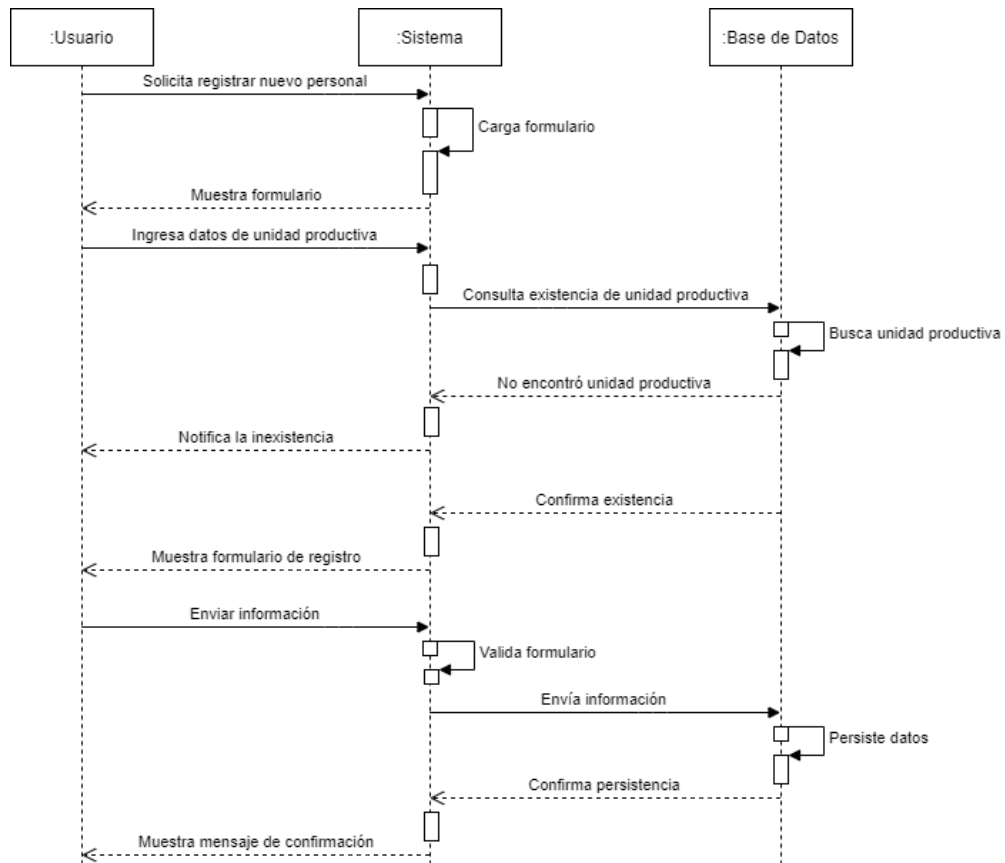 :Usuario
:Sistema
:Base de Datos
Solicita registrar nuevo personal
Carga formulario
Muestra formulario
Ingresa datos de unidad productiva
Consulta existencia de unidad productiva
Busca unidad productiva
No encontró unidad productiva
Notifica la inexistencia
Confirma existencia
Muestra formulario de registro
Enviar información
Valida formulario
Envía información
Persiste datos
Confirma persistencia
Muestra mensaje de confirmación